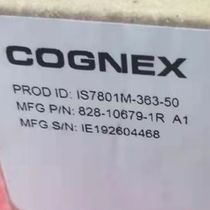 COGNEX
PROD ID: IS7801M-363-50
MFG P/N: 828-10679-1R A1
MFG S/N: IE192604468